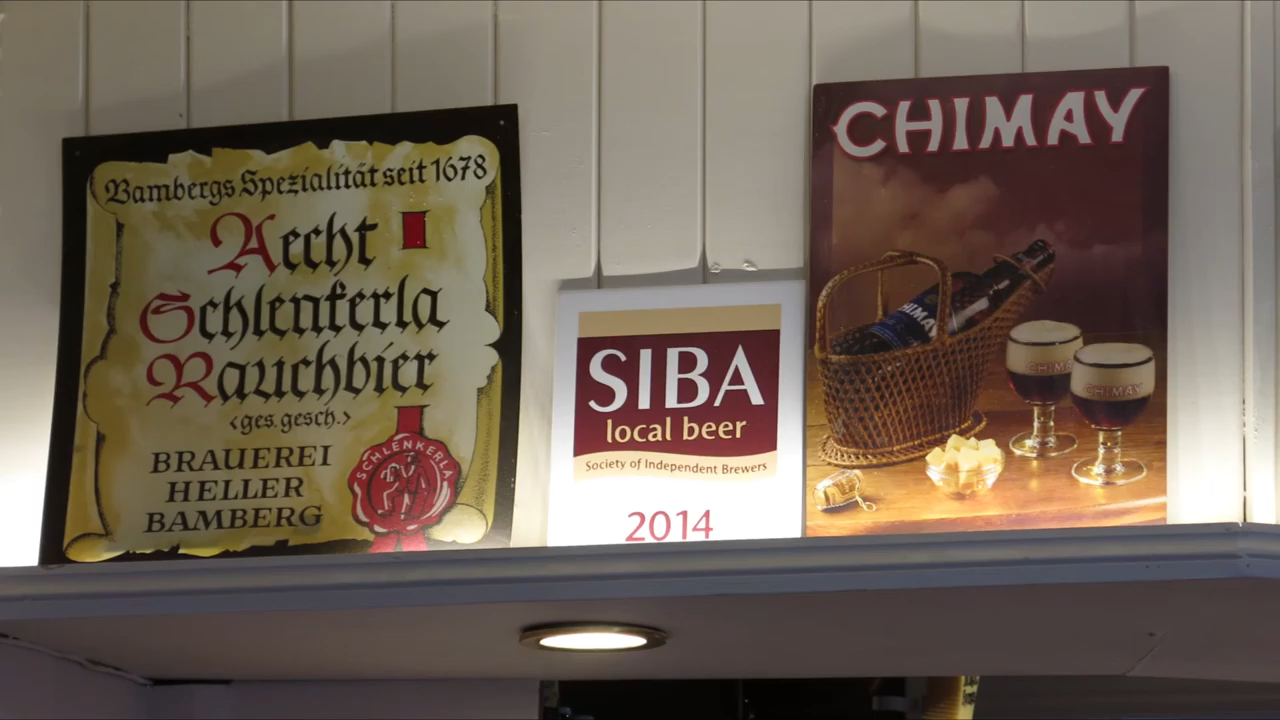 Bambergs Spezialität seit 1678
Aecht
Schlenkerla
Rauchbier
<ges. gesch.>
BRAUEREI
HELLER
BAMBERG
SCHLENKERLA
SIBA
local beer
Society of Independent Brewers
2014
CHIMAY
CHIMAY
CHIMA
CHIMAY